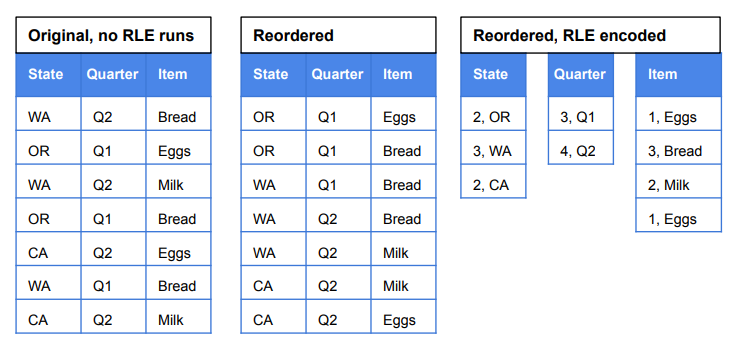 Original, no RLE runs
State Quarter Item
WA Q2 Bread
OR Q1 Eggs
WA Q2 Milk
OR Q1 Bread
CA Q2 Eggs
WA Q1 Bread
CA Q2 Milk
Reordered
State Quarter Item
OR Q1 Eggs
OR Q1 Bread
WA Q1 Bread
WA Q2 Bread
WA Q2 Milk
CA Q2 Milk
CA Q2 Eggs
Reordered, RLE encoded
State Quarter Item
2, OR 3, Q1 1, Eggs
3, WA 4, Q2 3, Bread
2, CA 2, Milk
1, Eggs